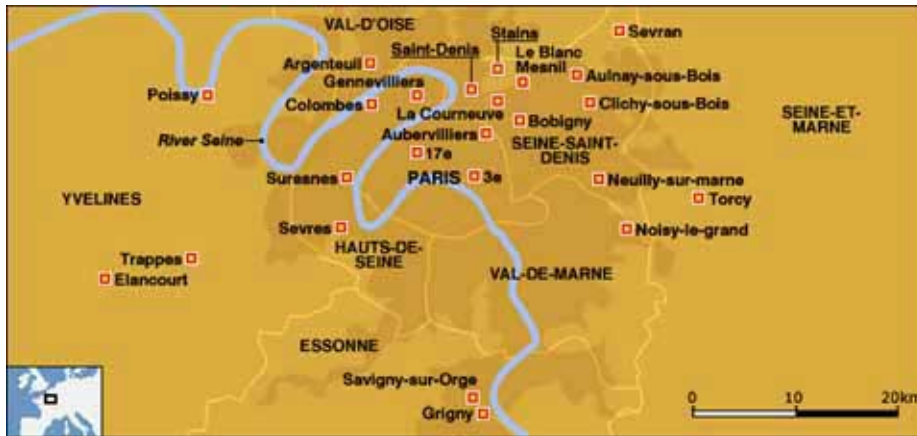 VAL-D'OISE
Stains
Sevran
Saint-Denis
Le Blanc
Mesnil
Argenteuil
Aulnay-sous-Bois
Gennevilliers
Poissy
Colombes
Clichy-sous-Bois
La Courneuve
SEINE-ET-
MARNE
Bobigny
River Seine
Aubervilliers
SEINE-SAINT-
DENIS
17e
Suresnes
PARIS
3e
Neuilly-sur-marne
YVELINES
Torcy
Sevres
Noisy-le-grand
HAUTS-DE-
SEINE
Trappes
VAL-DE-MARNE
Elancourt
ESSONNE
Savigny-sur-Orge
Grigny
0 10 20km